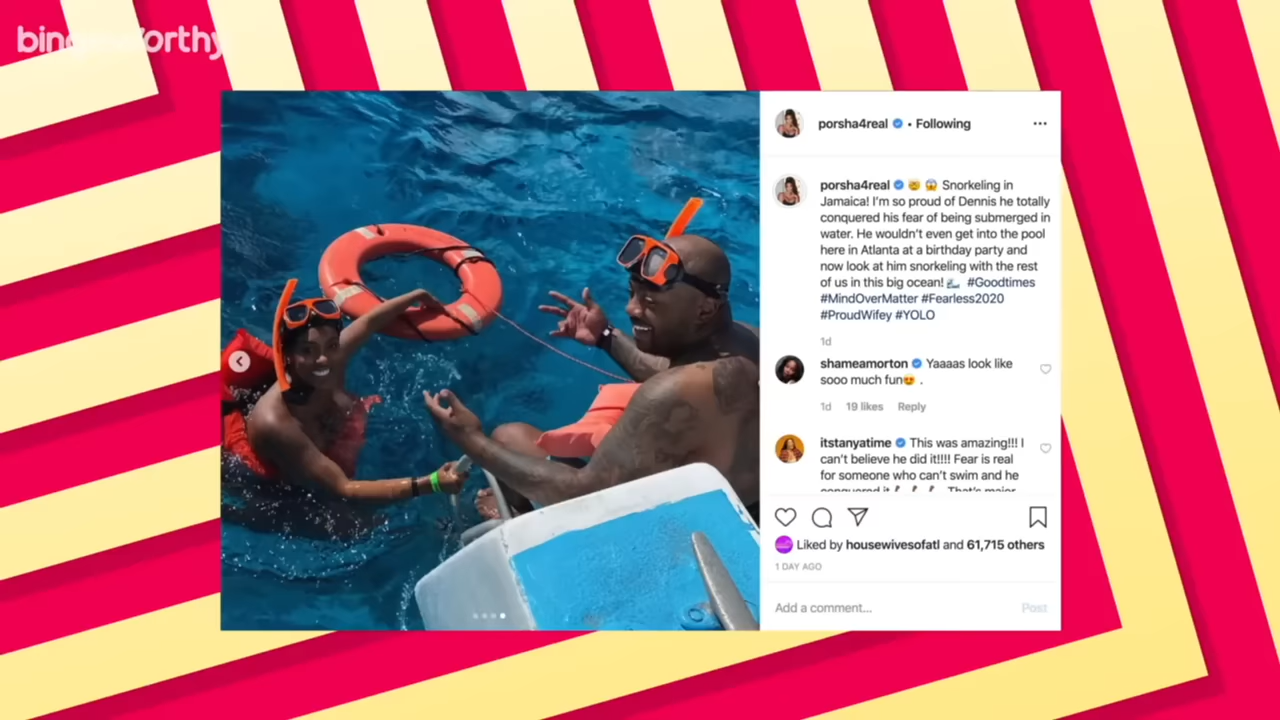 porsha4real • Following
porsha4real 🤯 😱 Snorkeling in
Jamaica! I'm so proud of Dennis he totally
conquered his fear of being submerged in
water. He wouldn't even get into the pool
here in Atlanta at a birthday party and
now look at him snorkeling with the rest
of us in this big ocean! 🌊 #Goodtimes
#MindOverMatter #Fearless2020
#ProudWifey #YOLO
1d
shameamorton Yaaaas look like
sooo much fun😍 .
1d 19 likes Reply
itstanyatime This was amazing!!! I
can't believe he did it!!!! Fear is real
for someone who can't swim and he
conquered it
That's major
Liked by housewivesofatl and 61,715 others
1 DAY AGO
Add a comment... Post